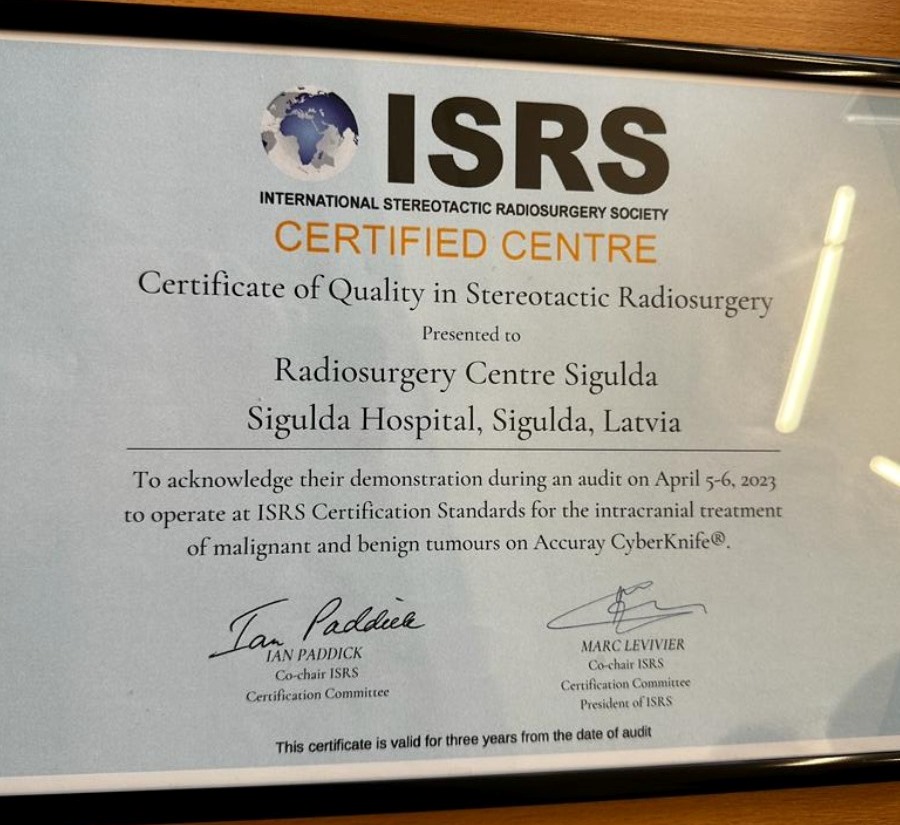 ISRS
INTERNATIONAL STEREOTACTIC RADIOSURGERY SOCIETY
CERTIFIED CENTRE
Certificate of Quality in Stereotactic Radiosurgery
Presented to
Radiosurgery Centre Sigulda
Sigulda Hospital, Sigulda, Latvia
To acknowledge their demonstration during an audit on April 5-6, 2023
to operate at ISRS Certification Standards for the intracranial treatment
of malignant and benign tumours on Accuray CyberKnife®.
Ian Paddick
IAN PADDICK
Co-chair ISRS
Certification Committee
MARC LEVIVIER
Co-chair ISRS
Certification Committee
President of ISRS
This certificate is valid for three years from the date of audit